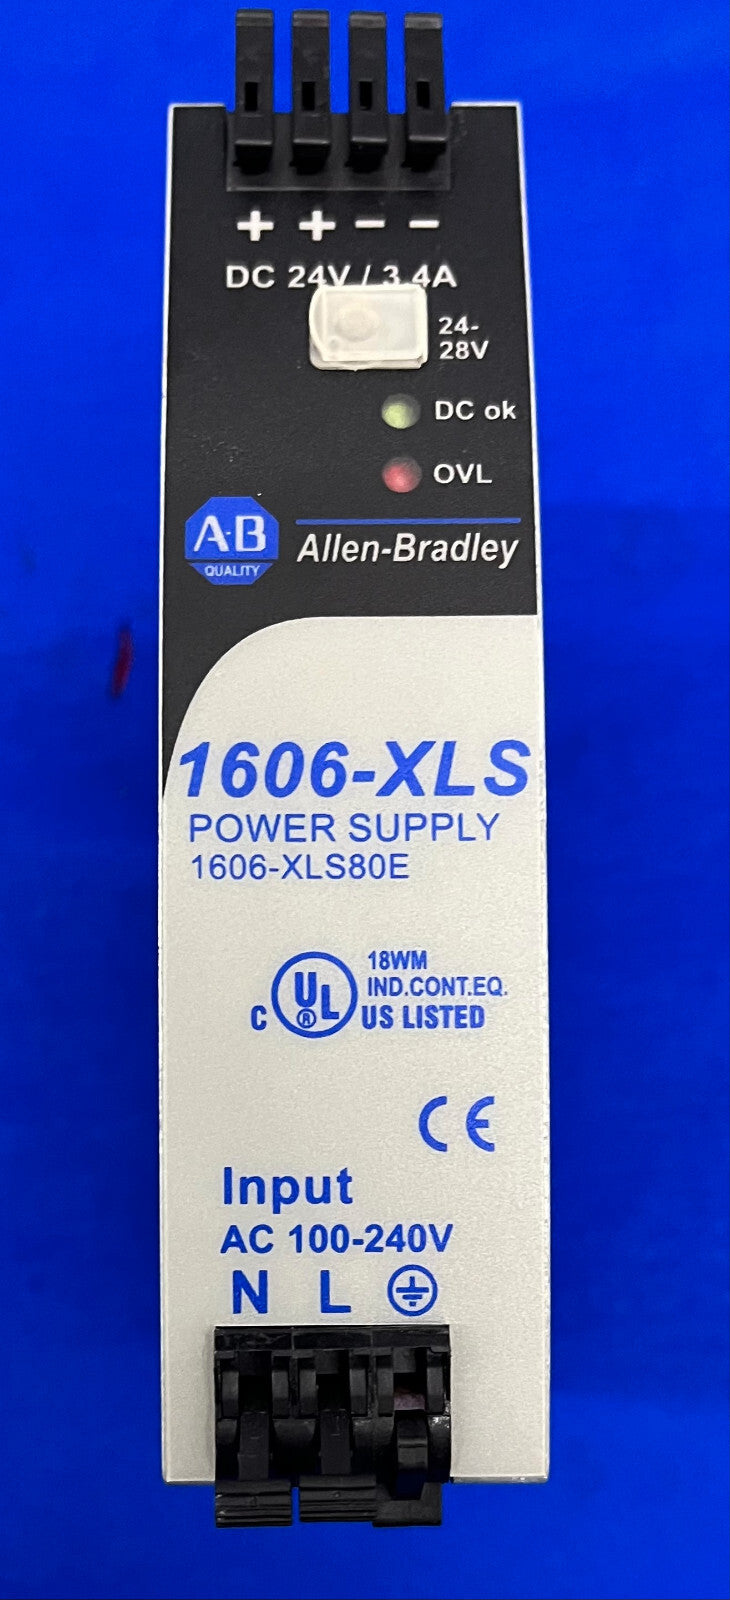 + + − −
DC 24V / 3.4A
24-
28V
DC ok
OVL
A·B
QUALITY
Allen-Bradley
1606-XLS
POWER SUPPLY
1606-XLS80E
18WM
IND.CONT.EQ.
C UL ® US LISTED
CE
Input
AC 100-240V
N L